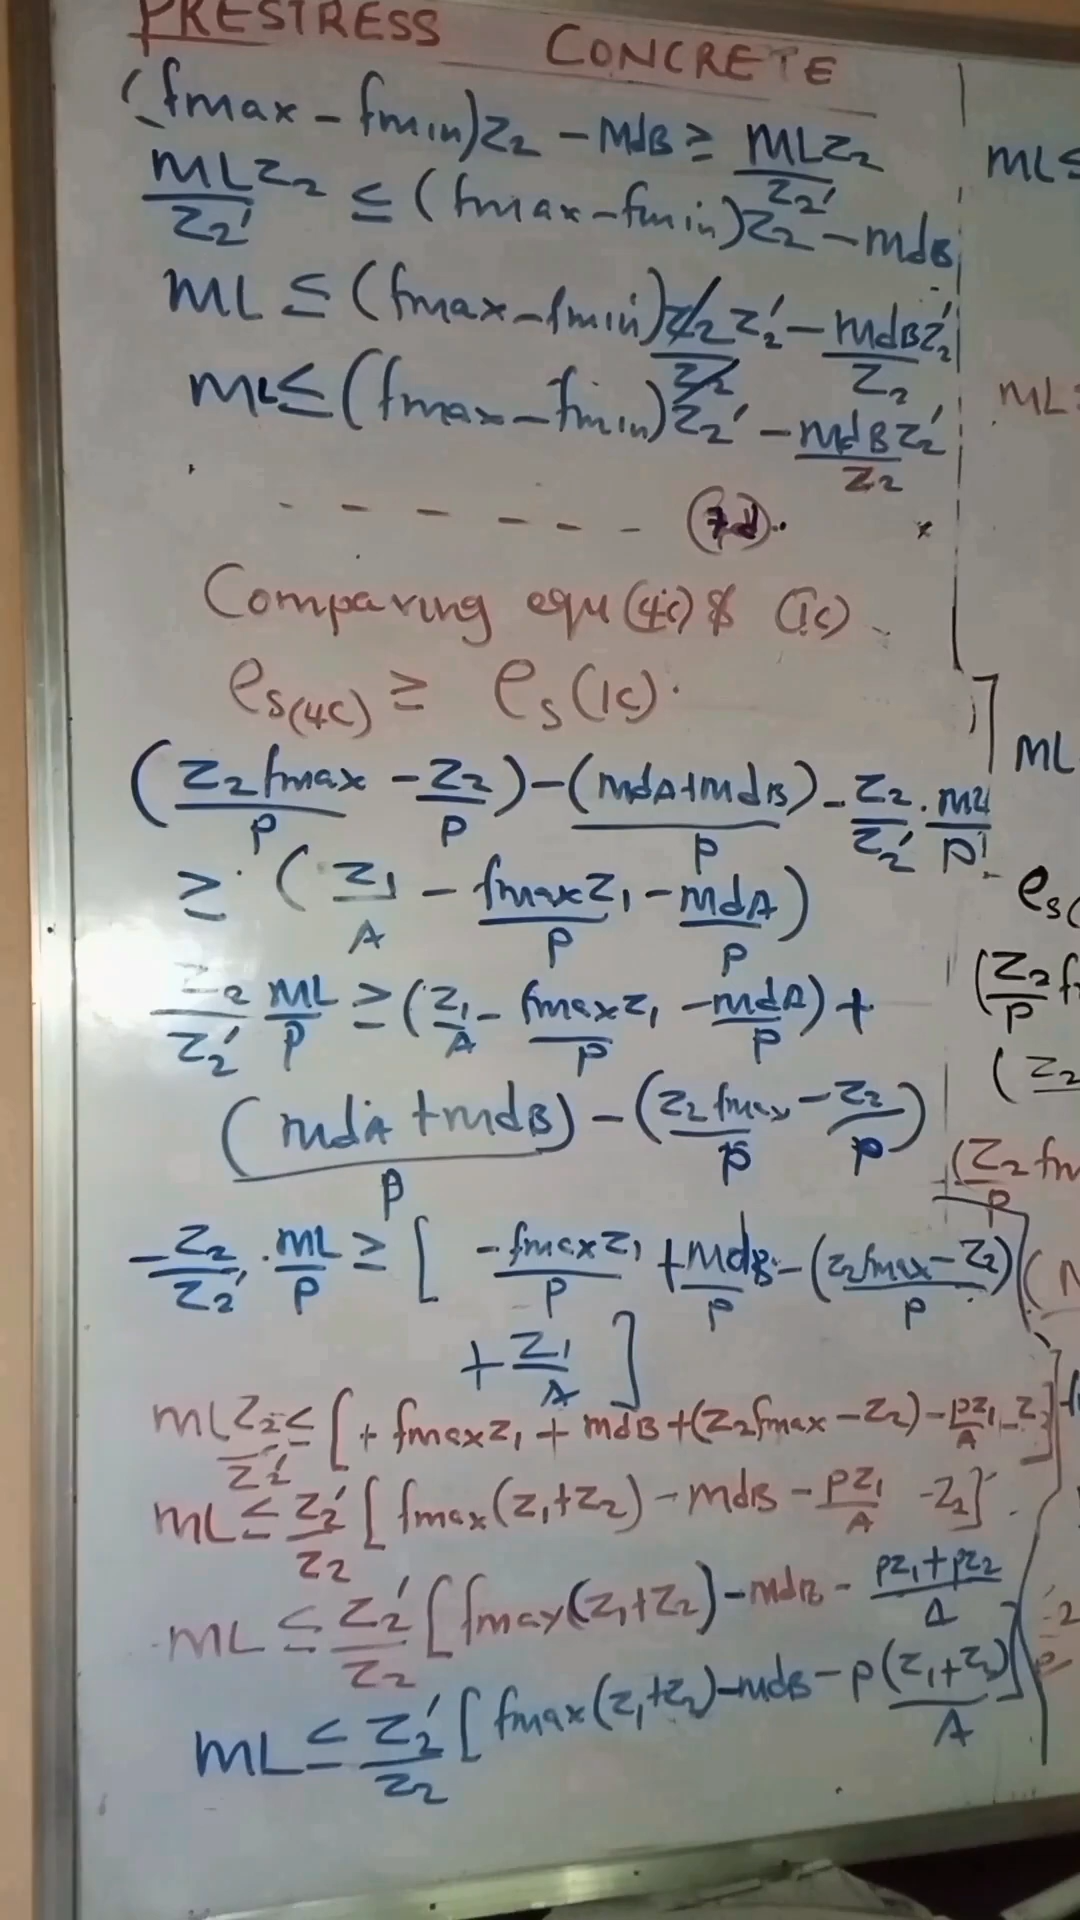 PRESTRESS CONCRETE
(fmax - fmin)Z₂ - MdB ≥ MLZ₂/Z₂'
MLZ₂/Z₂' ≤ (fmax-fmin)Z₂ - MdB
ML ≤ (fmax-fmin)Z₂Z₂'/Z₂ - MdBZ₂'/Z₂
ML ≤ (fmax-fmin)Z₂' - MdBZ₂'/Z₂
- - - - - - (7d).
Comparing equ (4c) & (1c)
es(4c) ≥ es(1c).
(Z₂fmax/P - Z₂/P) - (MdA+MdB)/P - Z₂/Z₂' . ML/P
≥ (Z₁/A - fmaxZ₁/P - MdA/P)
Z₂/Z₂' ML/P ≥ (Z₁/A - fmaxZ₁/P - MdA/P) +
(MdA + MdB)/P - (Z₂fmax/P - Z₂/P)
-Z₂/Z₂' . ML/P ≥ [ -fmaxZ₁/P + MdB/P - (Z₂fmax - Z₂)/P
+ Z₁/A ]
MLZ₂/Z₂' ≤ [+ fmaxZ₁ + MdB + (Z₂fmax - Z₂) - PZ₁/A - Z₂]
ML ≤ Z₂'/Z₂ [fmax(Z₁+Z₂) - MdB - PZ₁/A - Z₂]
ML ≤ Z₂'/Z₂ [fmax(Z₁+Z₂) - MdB - PZ₁+PZ₂/A
ML ≤ Z₂'/Z₂ [fmax(Z₁+Z₂) - MdB - P(Z₁+Z₂)/A]
ML≤
ML
ML
es(
(Z₂/P f
(Z₂
(Z₂fm/P